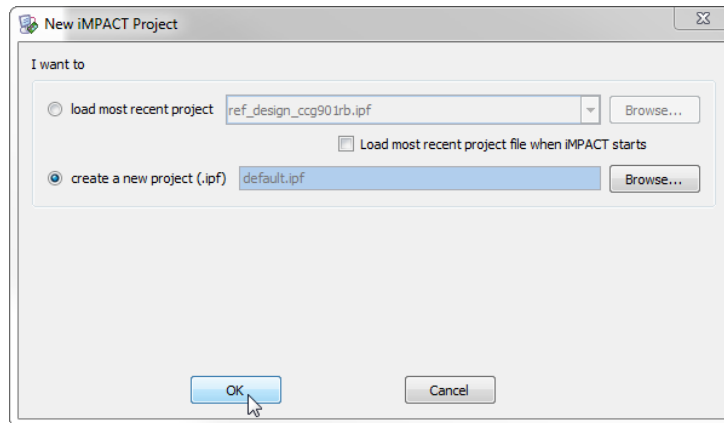 New iMPACT Project
I want to
load most recent project ref_design_ccg901rb.ipf Browse...
Load most recent project file when iMPACT starts
create a new project (.ipf) default.ipf Browse...
OK Cancel